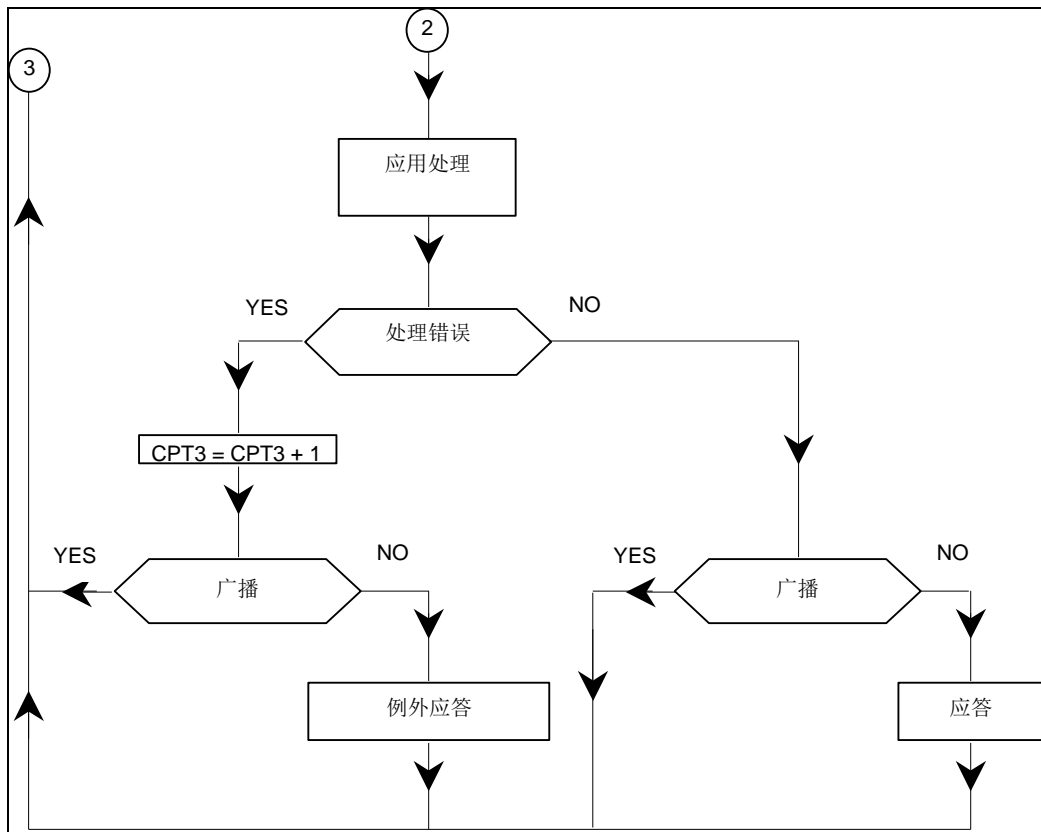 2
3
应用处理
YES
NO
处理错误
CPT3 = CPT3 + 1
YES
NO
YES
NO
广播
广播
例外应答
应答